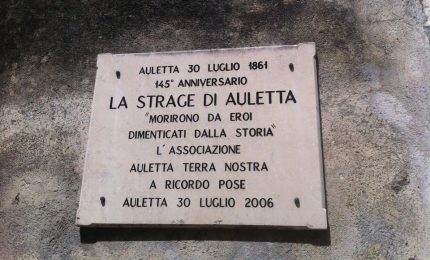 AULETTA 30 LUGLIO 1861
145° ANNIVERSARIO
LA STRAGE DI AULETTA
"MORIRONO DA EROI
DIMENTICATI DALLA STORIA"
L'ASSOCIAZIONE
AULETTA TERRA NOSTRA
A RICORDO POSE
AULETTA 30 LUGLIO 2006